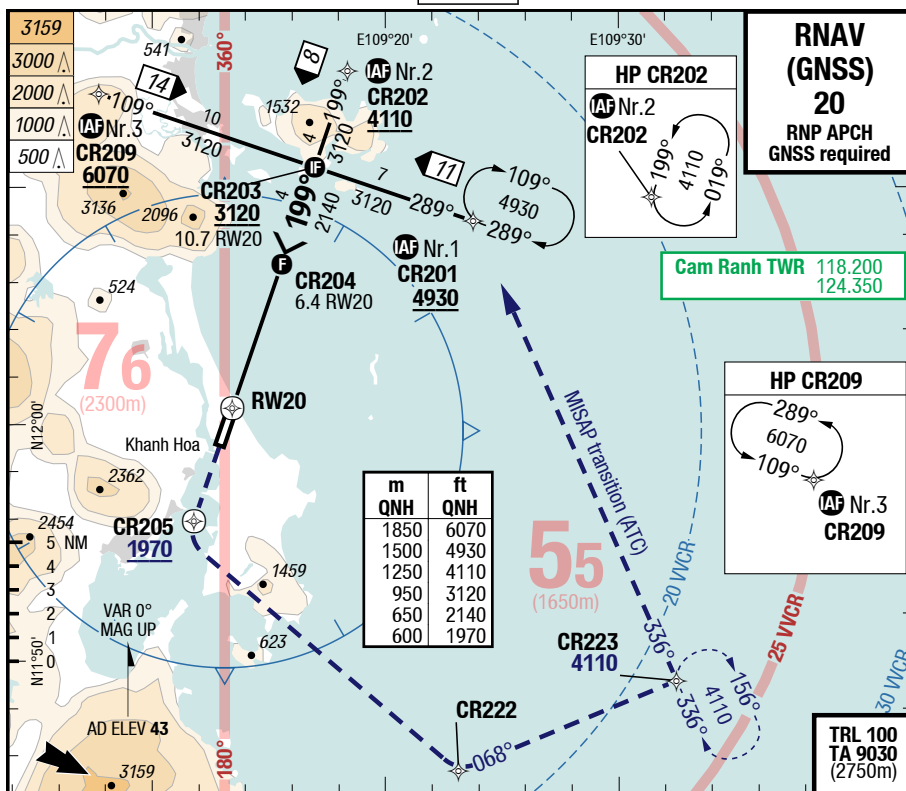 3159
3000
2000
1000
500
541
360°
E109°20'
E109°30'
14
109°
10
3120
IAF Nr.3
CR209
6070
3136
2096
8
199°
IAF Nr.2
CR202
4110
1532
4
3120
IF
CR203
3120
10.7 RW20
4
199°
2140
7
3120
11
289°
109°
4930
289°
IAF Nr.1
CR201
4930
F
CR204
6.4 RW20
HP CR202
IAF Nr.2
CR202
199°
4110
019°
RNAV
(GNSS)
20
RNP APCH
GNSS required
Cam Ranh TWR 118.200
124.350
524
76
(2300m)
RW20
Khanh Hoa
N12°00'
2362
2454
5 NM
4
3
2
1
0
N11°50'
CR205
1970
1459
623
VAR 0°
MAG UP
AD ELEV 43
3159
180°
m ft
QNH QNH
1850 6070
1500 4930
1250 4110
950 3120
650 2140
600 1970
MISAP transition (ATC)
55
(1650m)
HP CR209
289°
6070
109°
IAF Nr.3
CR209
20 VVCR
25 VVCR
30 VVCR
CR223
4110
336°
156°
4110
336°
CR222
068°
TRL 100
TA 9030
(2750m)